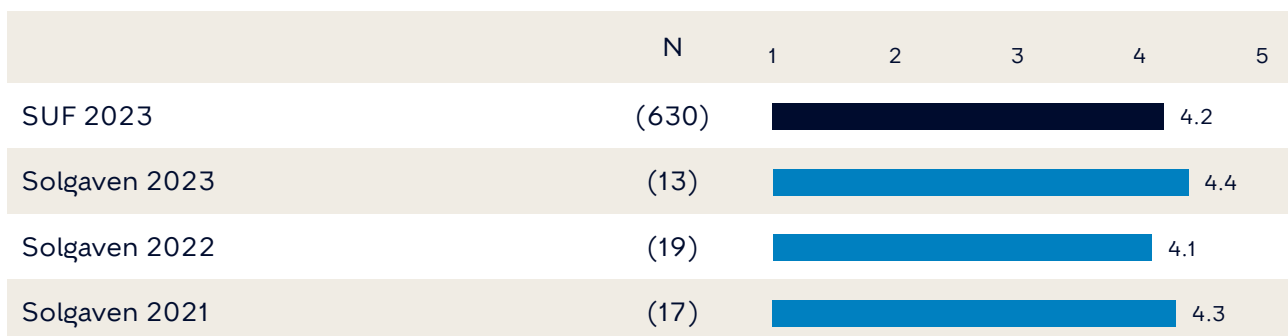 N 1 2 3 4 5
SUF 2023 (630) 4.2
Solgaven 2023 (13) 4.4
Solgaven 2022 (19) 4.1
Solgaven 2021 (17) 4.3